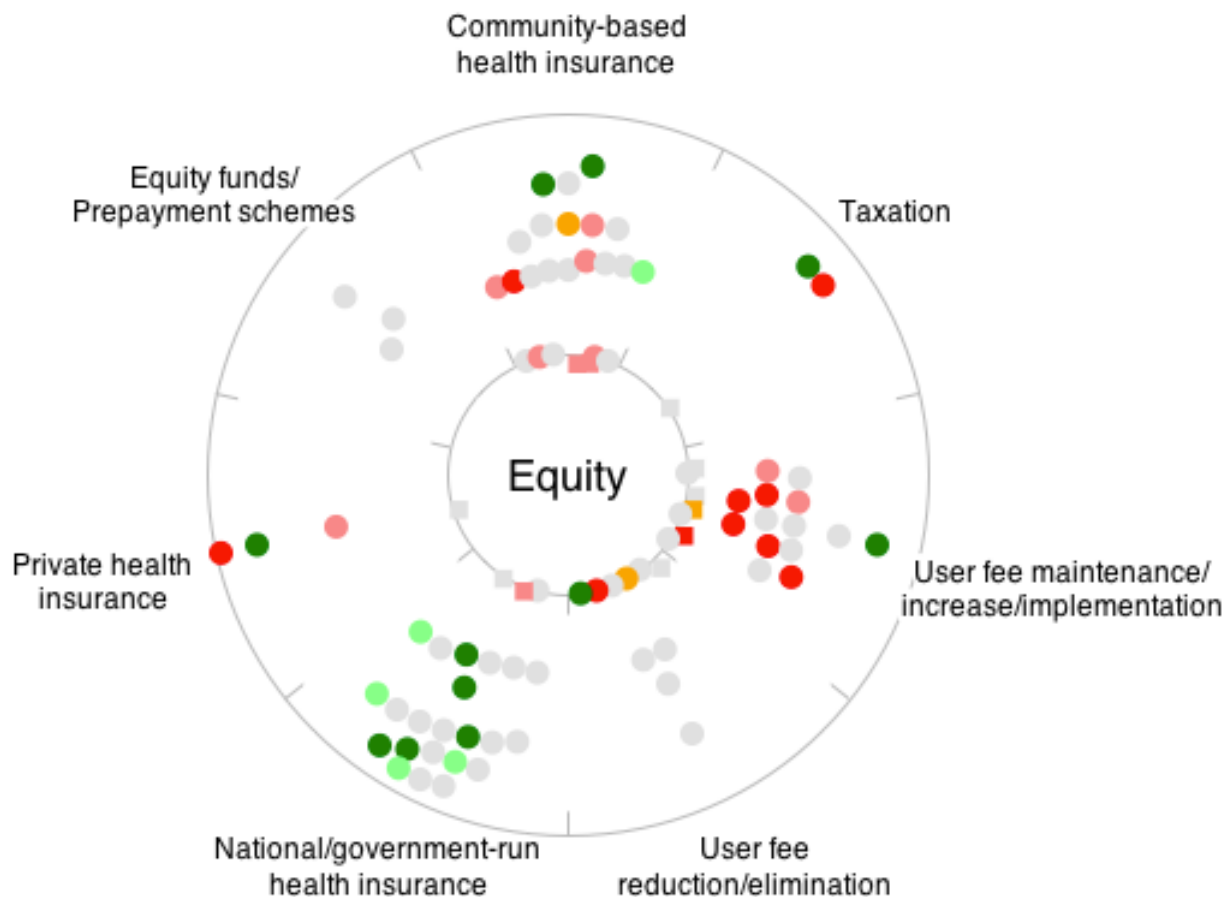 Community-based
health insurance
Equity funds/
Prepayment schemes
Taxation
Equity
Private health
insurance
User fee maintenance/
increase/implementation
National/government-run
health insurance
User fee
reduction/elimination